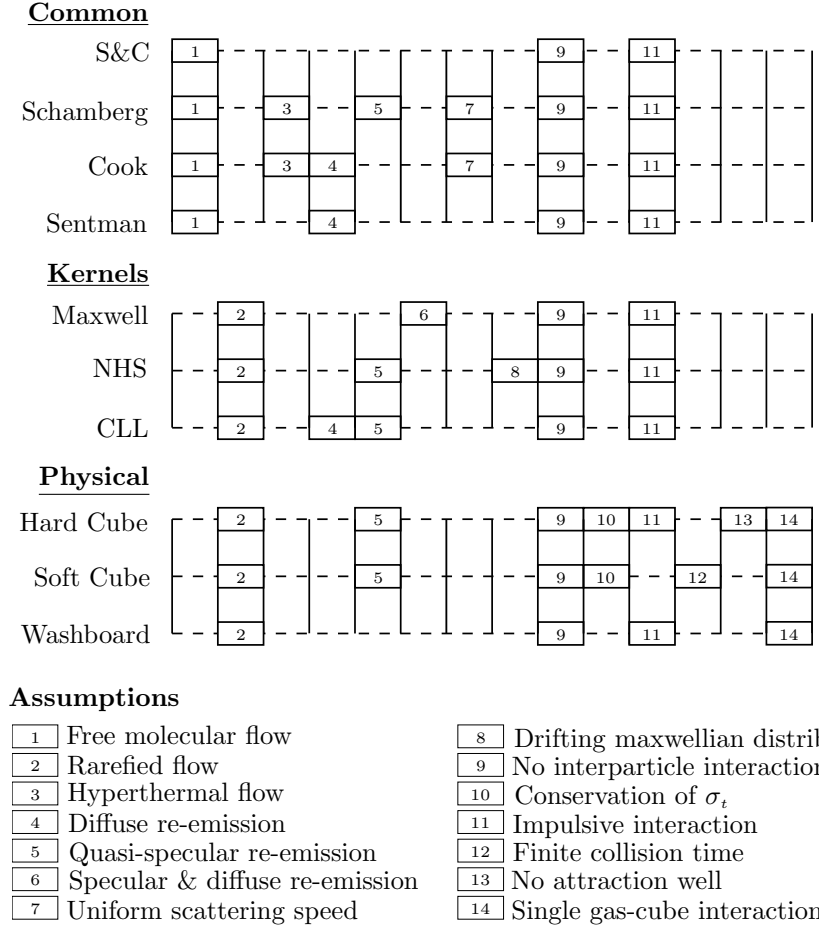 Common
S&C 1 9 11
Schamberg 1 3 5 7 9 11
Cook 1 3 4 7 9 11
Sentman 1 4 9 11
Kernels
Maxwell 2 6 9 11
NHS 2 5 8 9 11
CLL 2 4 5 9 11
Physical
Hard Cube 2 5 9 10 11 13 14
Soft Cube 2 5 9 10 12 14
Washboard 2 9 11 14
Assumptions
1 Free molecular flow
2 Rarefied flow
3 Hyperthermal flow
4 Diffuse re-emission
5 Quasi-specular re-emission
6 Specular & diffuse re-emission
7 Uniform scattering speed
8 Drifting maxwellian distrib
9 No interparticle interaction
10 Conservation of σₜ
11 Impulsive interaction
12 Finite collision time
13 No attraction well
14 Single gas-cube interaction